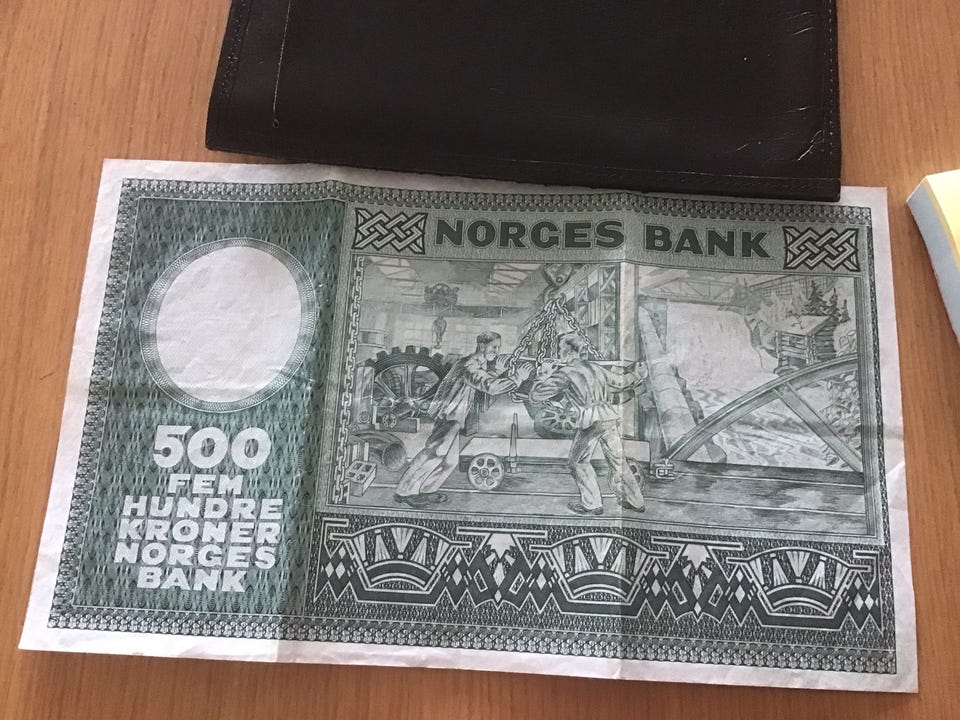 NORGES BANK
500
FEM
HUNDRE
KRONER
NORGES
BANK